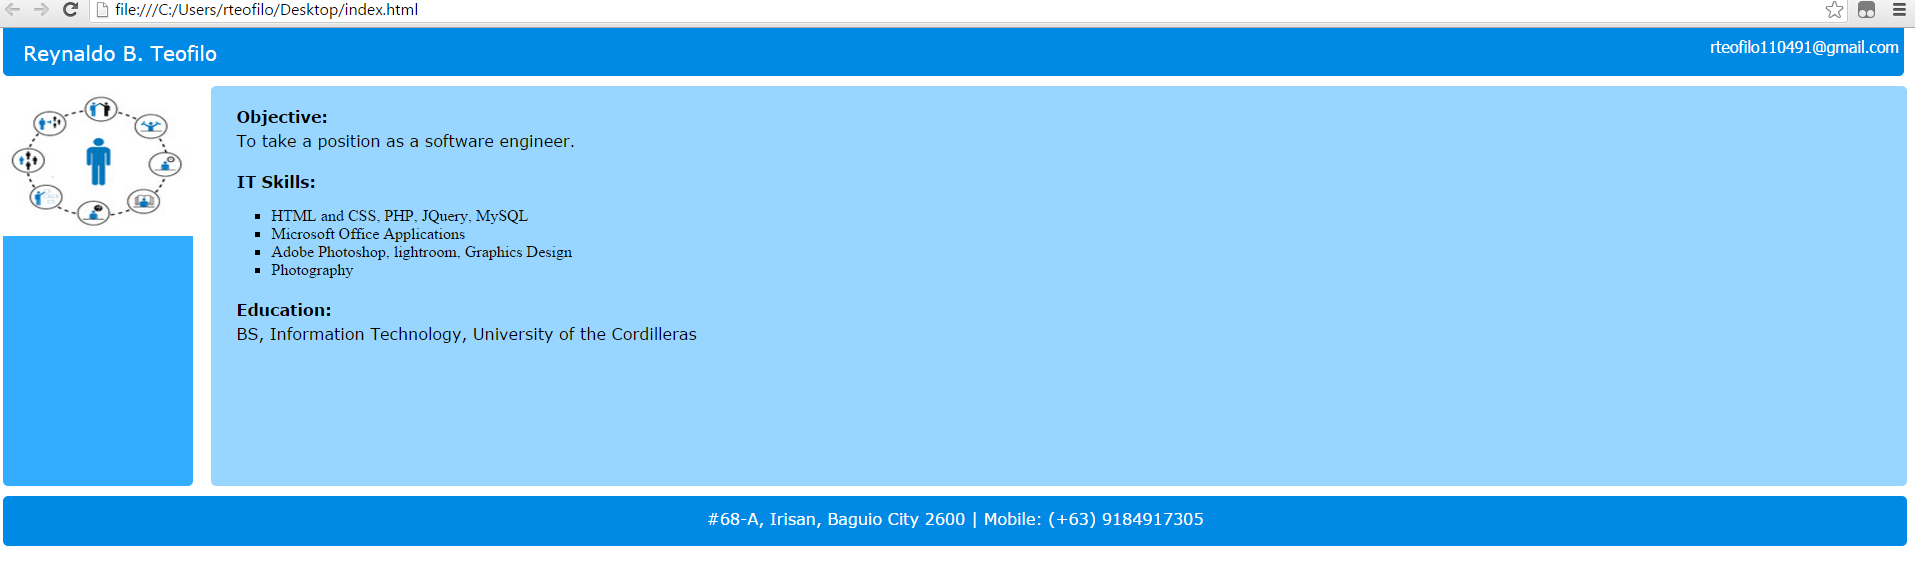 file:///C:/Users/rteofilo/Desktop/index.html
Reynaldo B. Teofilo
rteofilo110491@gmail.com
Objective:
To take a position as a software engineer.
IT Skills:
HTML and CSS, PHP, JQuery, MySQL
Microsoft Office Applications
Adobe Photoshop, lightroom, Graphics Design
Photography
Education:
BS, Information Technology, University of the Cordilleras
#68-A, Irisan, Baguio City 2600 | Mobile: (+63) 9184917305